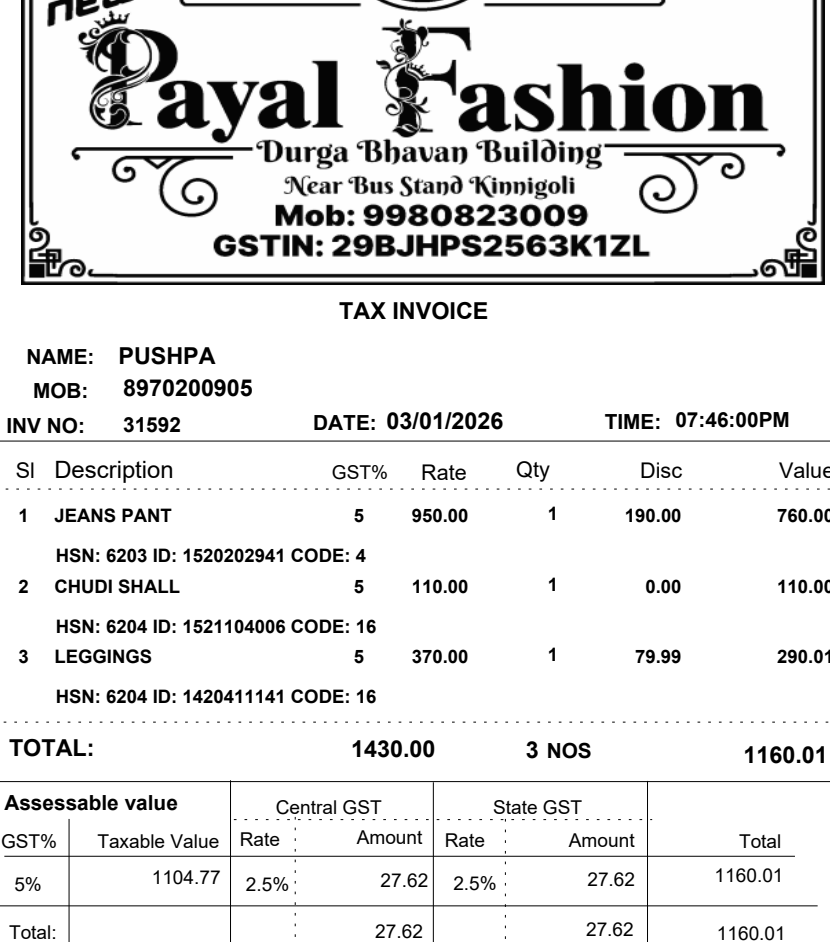 new
Payal Fashion
Durga Bhavan Building
Near Bus Stand Kinnigoli
Mob: 9980823009
GSTIN: 29BJHPS2563K1ZL
TAX INVOICE
NAME: PUSHPA
MOB: 8970200905
INV NO: 31592 DATE: 03/01/2026 TIME: 07:46:00PM
Sl Description GST% Rate Qty Disc Value
1 JEANS PANT 5 950.00 1 190.00 760.00
HSN: 6203 ID: 1520202941 CODE: 4
2 CHUDI SHALL 5 110.00 1 0.00 110.00
HSN: 6204 ID: 1521104006 CODE: 16
3 LEGGINGS 5 370.00 1 79.99 290.01
HSN: 6204 ID: 1420411141 CODE: 16
TOTAL: 1430.00 3 NOS 1160.01
Assessable value Central GST State GST
GST% Taxable Value Rate Amount Rate Amount Total
5% 1104.77 2.5% 27.62 2.5% 27.62 1160.01
Total: 27.62 27.62 1160.01